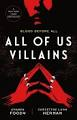 BLOOD BEFORE ALL
ALL OF US
VILLAINS
AMANDA
FOODY
CHRISTINE LYNN
HERMAN